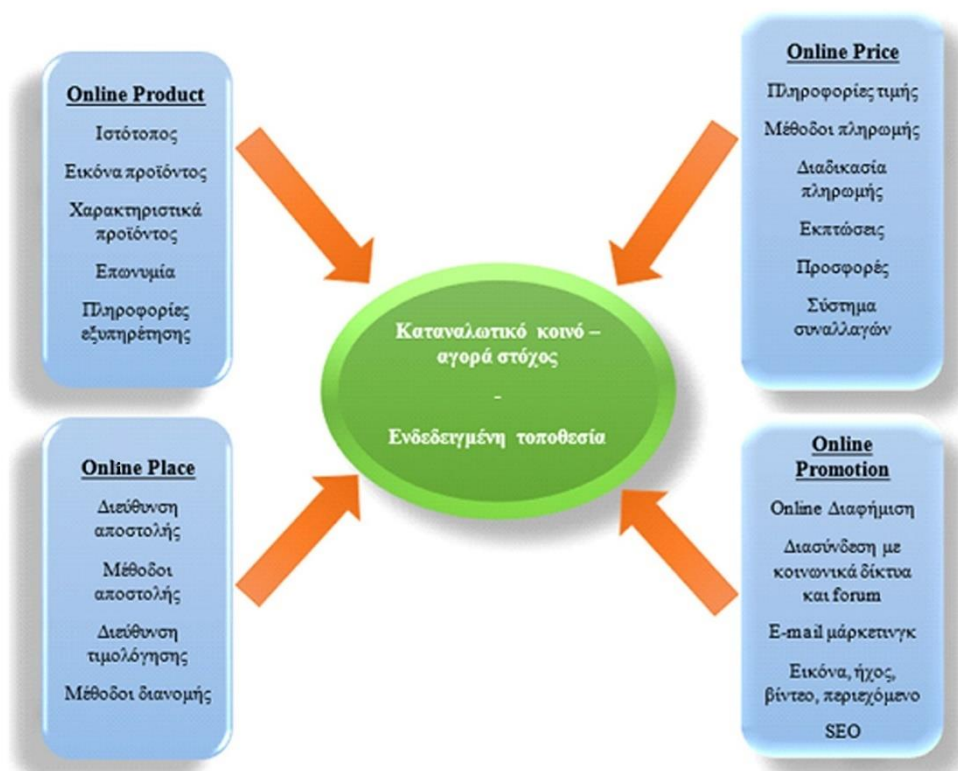 Online Product
Ιστότοπος
Εικόνα προϊόντος
Χαρακτηριστικά
προϊόντος
Επωνυμία
Πληροφορίες
εξυπηρέτησης
Online Price
Πληροφορίες τιμής
Μέθοδοι πληρωμής
Διαδικασία
πληρωμής
Εκπτώσεις
Προσφορές
Σύστημα
συναλλαγών
Καταναλωτικό κοινό –
αγορά στόχος
-
Ενδεδειγμένη τοποθεσία
Online Place
Διεύθυνση
αποστολής
Μέθοδοι
αποστολής
Διεύθυνση
τιμολόγησης
Μέθοδοι διανομής
Online
Promotion
Online Διαφήμιση
Διασύνδεση με
κοινωνικά δίκτυα
και forum
E-mail μάρκετινγκ
Εικόνα, ήχος,
βίντεο, περιεχόμενο
SEO